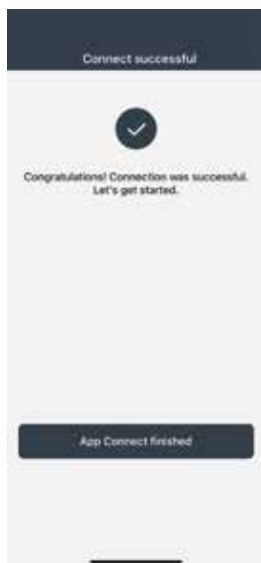 Connect successful
Congratulations! Connection was successful.
Let's get started.
App Connect finished